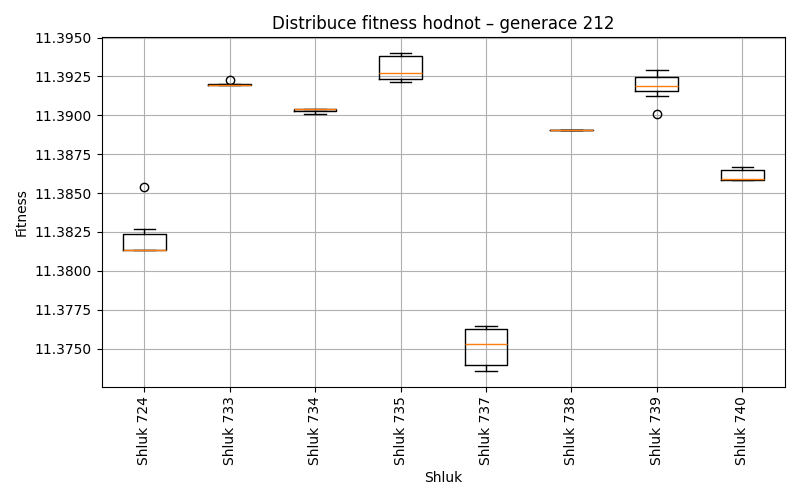 Distribuce fitness hodnot – generace 212
11.3950
11.3925
11.3900
11.3875
11.3850
11.3825
11.3800
11.3775
11.3750
Fitness
Shluk 724
Shluk 733
Shluk 734
Shluk 735
Shluk 737
Shluk 738
Shluk 739
Shluk 740
Shluk